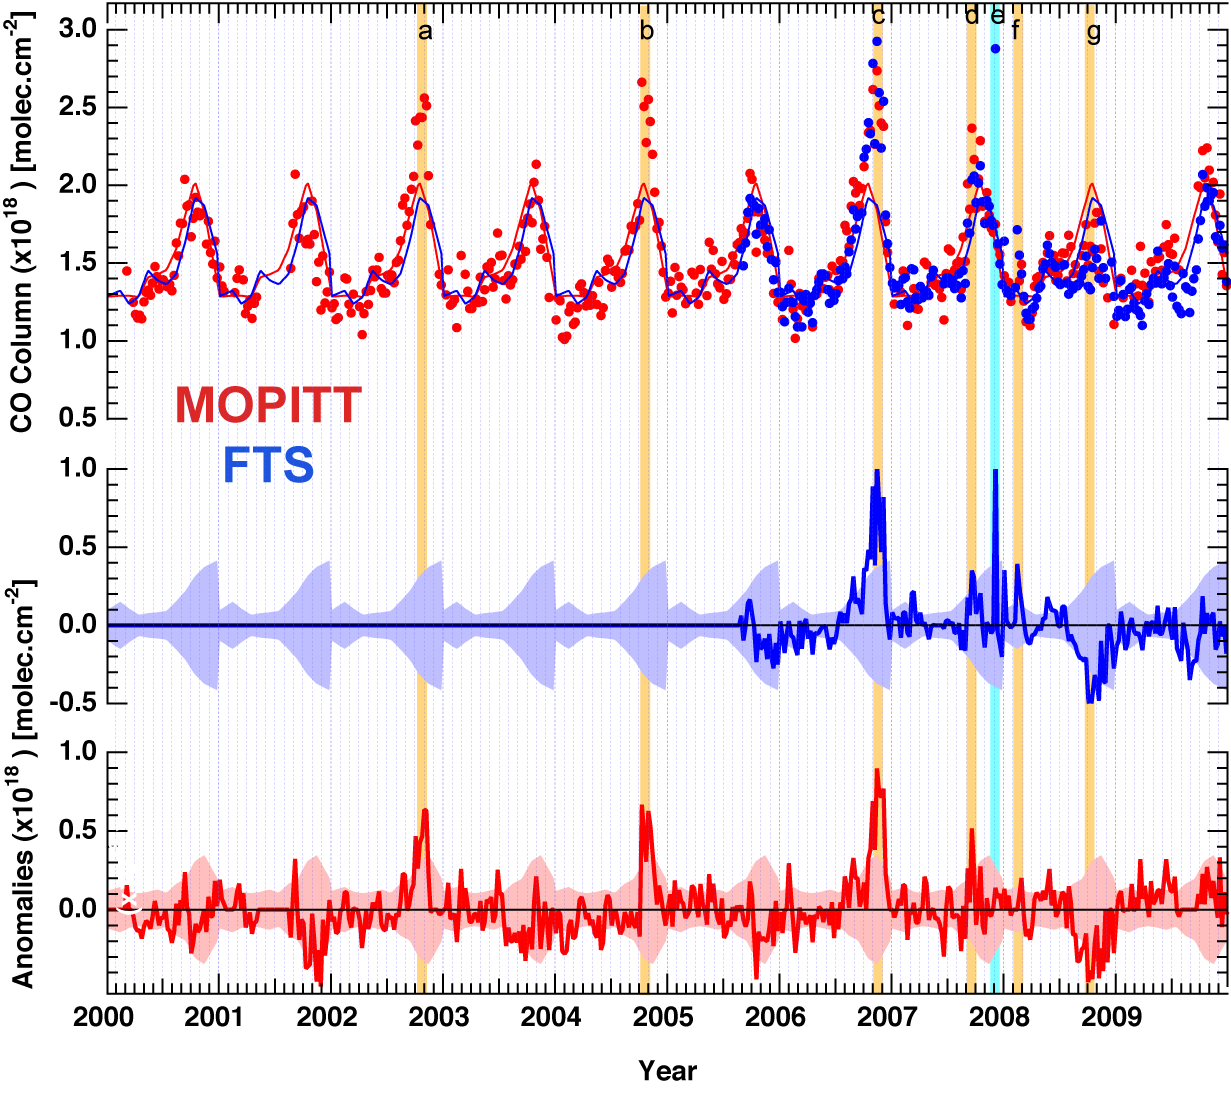 a b c d e f g
3.0
2.5
2.0
1.5
1.0
0.5
CO Column (x10¹⁸) [molec.cm⁻²]
MOPITT
FTS
1.0
0.5
0.0
-0.5
1.0
0.5
0.0
Anomalies (x10¹⁸) [molec.cm⁻²]
2000 2001 2002 2003 2004 2005 2006 2007 2008 2009
Year